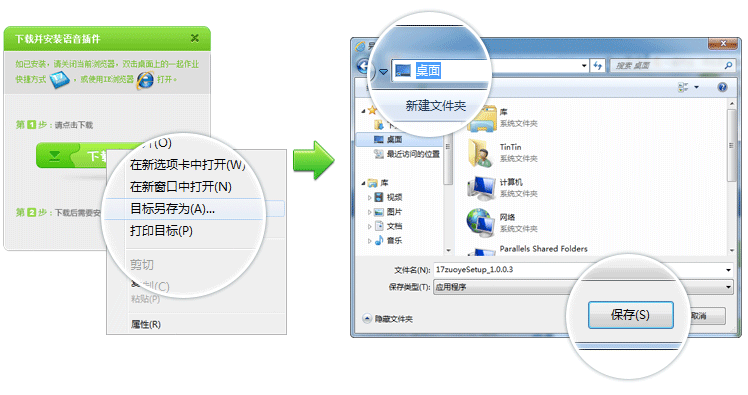 下载并安装语音插件
如已安装,请关闭当前浏览器,双击桌面上的一起作业
快捷方式 ,或使用IE浏览器 打开。
第1步:请点击下载
下载
在新选项卡中打开(W)
在新窗口中打开(N)
目标另存为(A)...
打印目标(P)
第2步:下载后需要安
剪切
粘贴(P)
属性(R)
桌面
搜索 桌面
新建文件夹
桌面
最近访问的位置
库
视频
图片
文档
音乐
库
系统文件夹
TinTin
系统文件夹
计算机
系统文件夹
网络
系统文件夹
Parallels Shared Folders
文件名(N): 17zuoyeSetup_1.0.0.3
保存类型(T): 应用程序
隐藏文件夹
保存(S)
取消